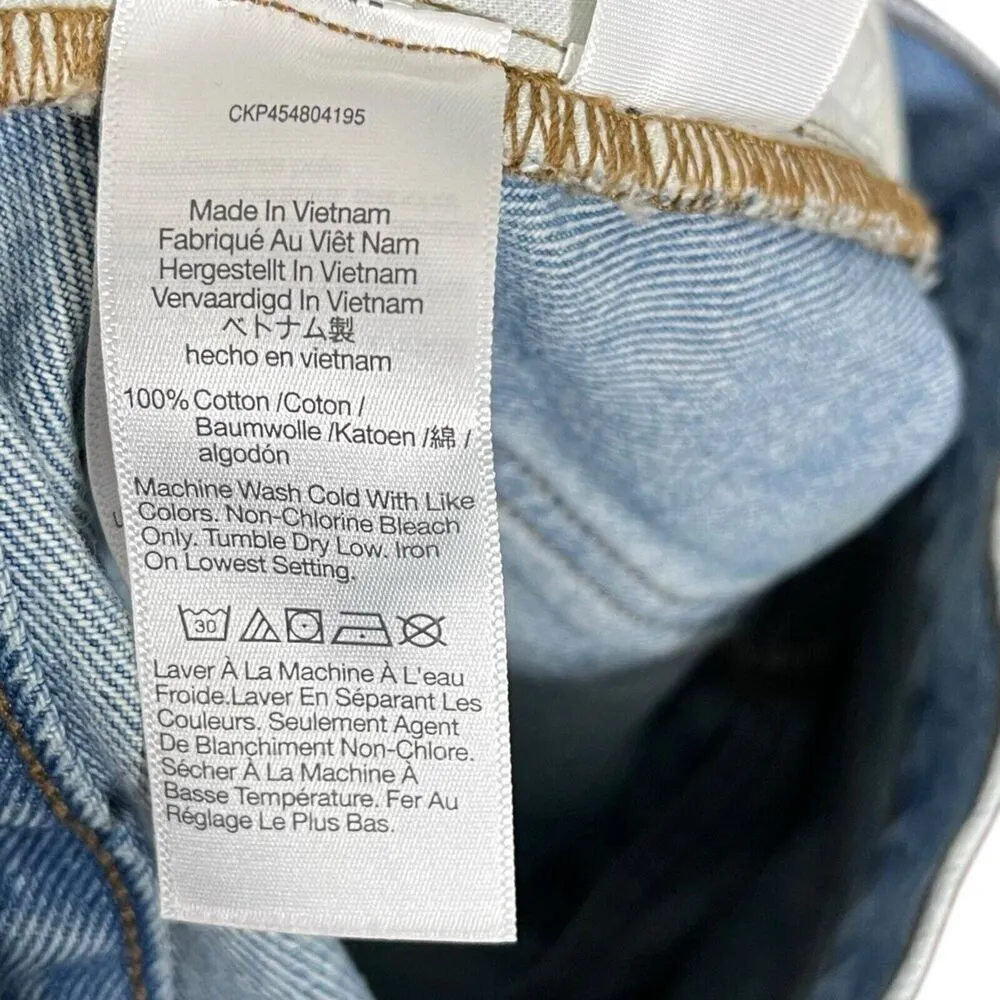 CKP454804195
Made In Vietnam
Fabriqué Au Viêt Nam
Hergestellt In Vietnam
Vervaardigd In Vietnam
ベトナム製
hecho en vietnam
100% Cotton /Coton /
Baumwolle /Katoen /綿 /
algodón
Machine Wash Cold With Like
Colors. Non-Chlorine Bleach
Only. Tumble Dry Low. Iron
On Lowest Setting.
30
Laver À La Machine À L'eau
Froide.Laver En Séparant Les
Couleurs. Seulement Agent
De Blanchiment Non-Chlore.
Sécher À La Machine À
Basse Température. Fer Au
Réglage Le Plus Bas.